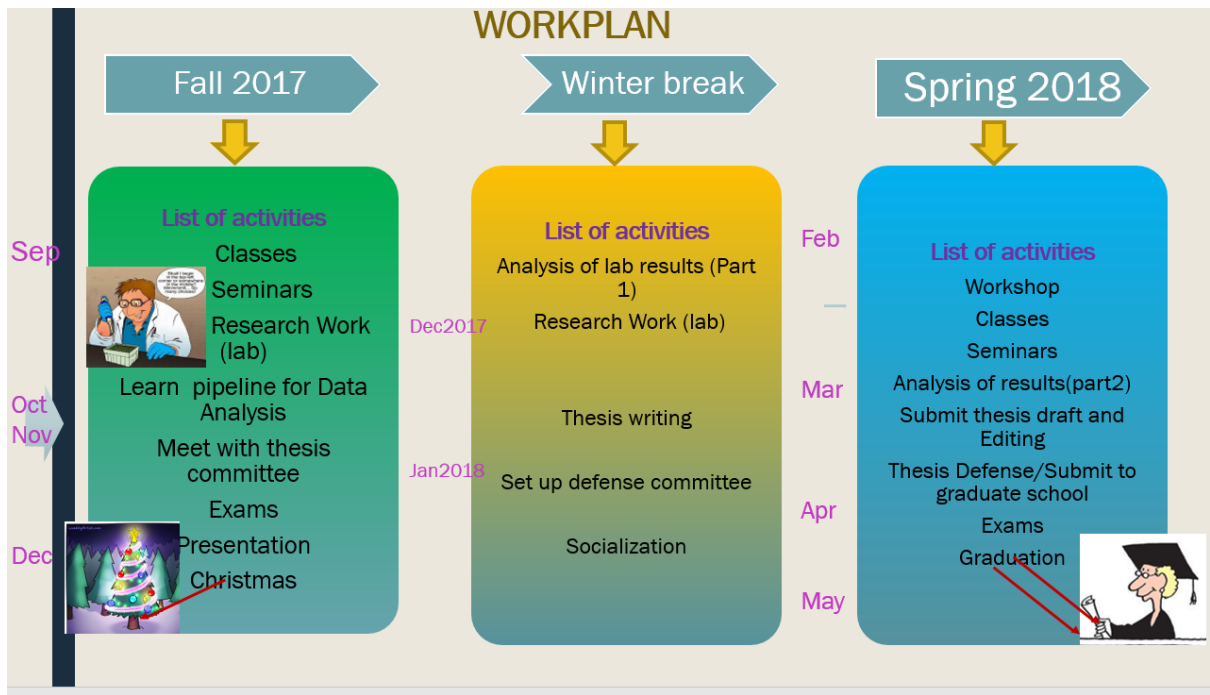 WORKPLAN
Fall 2017
Winter break
Spring 2018
Sep
Oct
Nov
Dec
List of activities
Classes
Seminars
Research Work
(lab)
Learn pipeline for Data
Analysis
Meet with thesis
committee
Exams
Presentation
Christmas
Dec2017
Jan2018
List of activities
Analysis of lab results (Part
1)
Research Work (lab)
Thesis writing
Set up defense committee
Socialization
Feb
Mar
Apr
May
List of activities
Workshop
Classes
Seminars
Analysis of results(part2)
Submit thesis draft and
Editing
Thesis Defense/Submit to
graduate school
Exams
Graduation